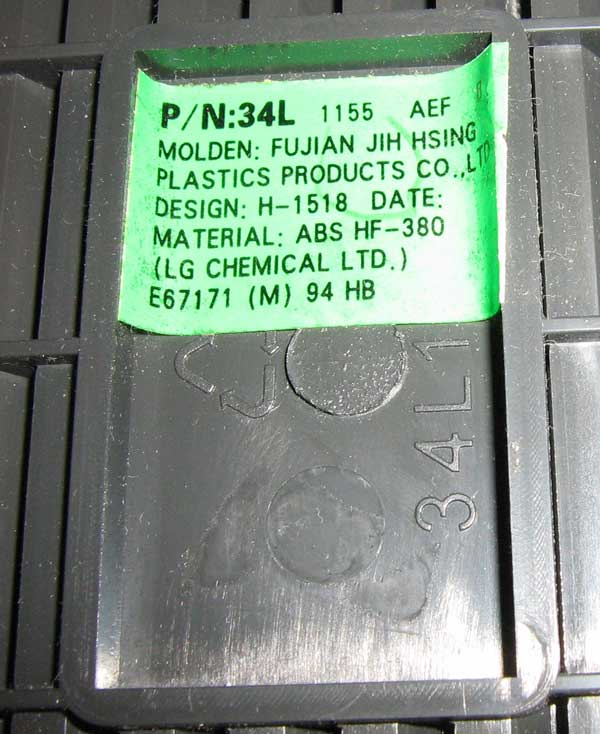 P/N:34L 1155 AEF
MOLDEN: FUJIAN JIH HSING
PLASTICS PRODUCTS CO.,LTD
DESIGN: H-1518 DATE:
MATERIAL: ABS HF-380
(LG CHEMICAL LTD.)
E67171 (M) 94 HB
34L1